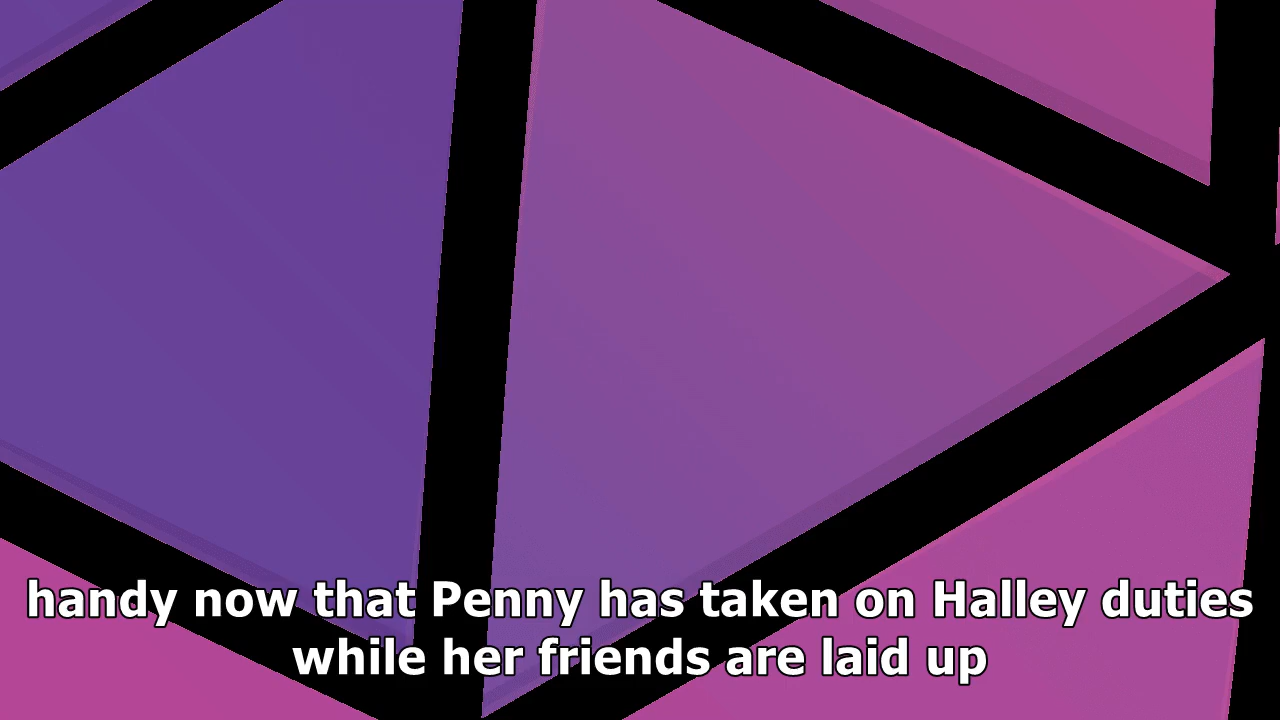 handy now that Penny has taken on Halley duties
while her friends are laid up